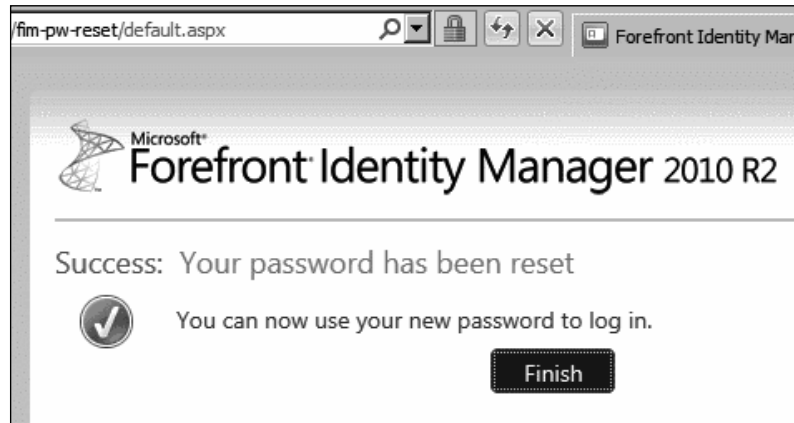 /fim-pw-reset/default.aspx
Forefront Identity Mar
Microsoft®
Forefront® Identity Manager 2010 R2
Success: Your password has been reset
You can now use your new password to log in.
Finish